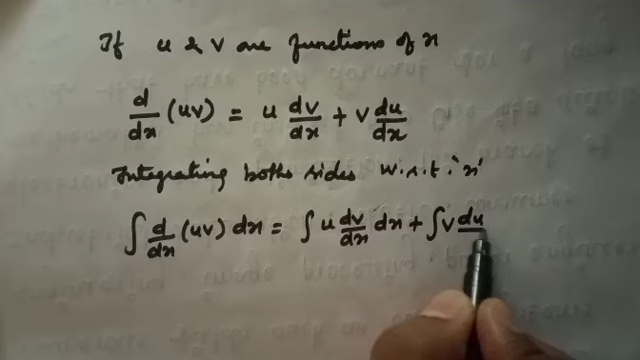 If u & v are functions of x
d/dx (uv) = u dv/dx + v du/dx
Integrating boths sides w.r.t. 'x'
∫ d/dx (uv) dx = ∫ u dv/dx dx + ∫ v du